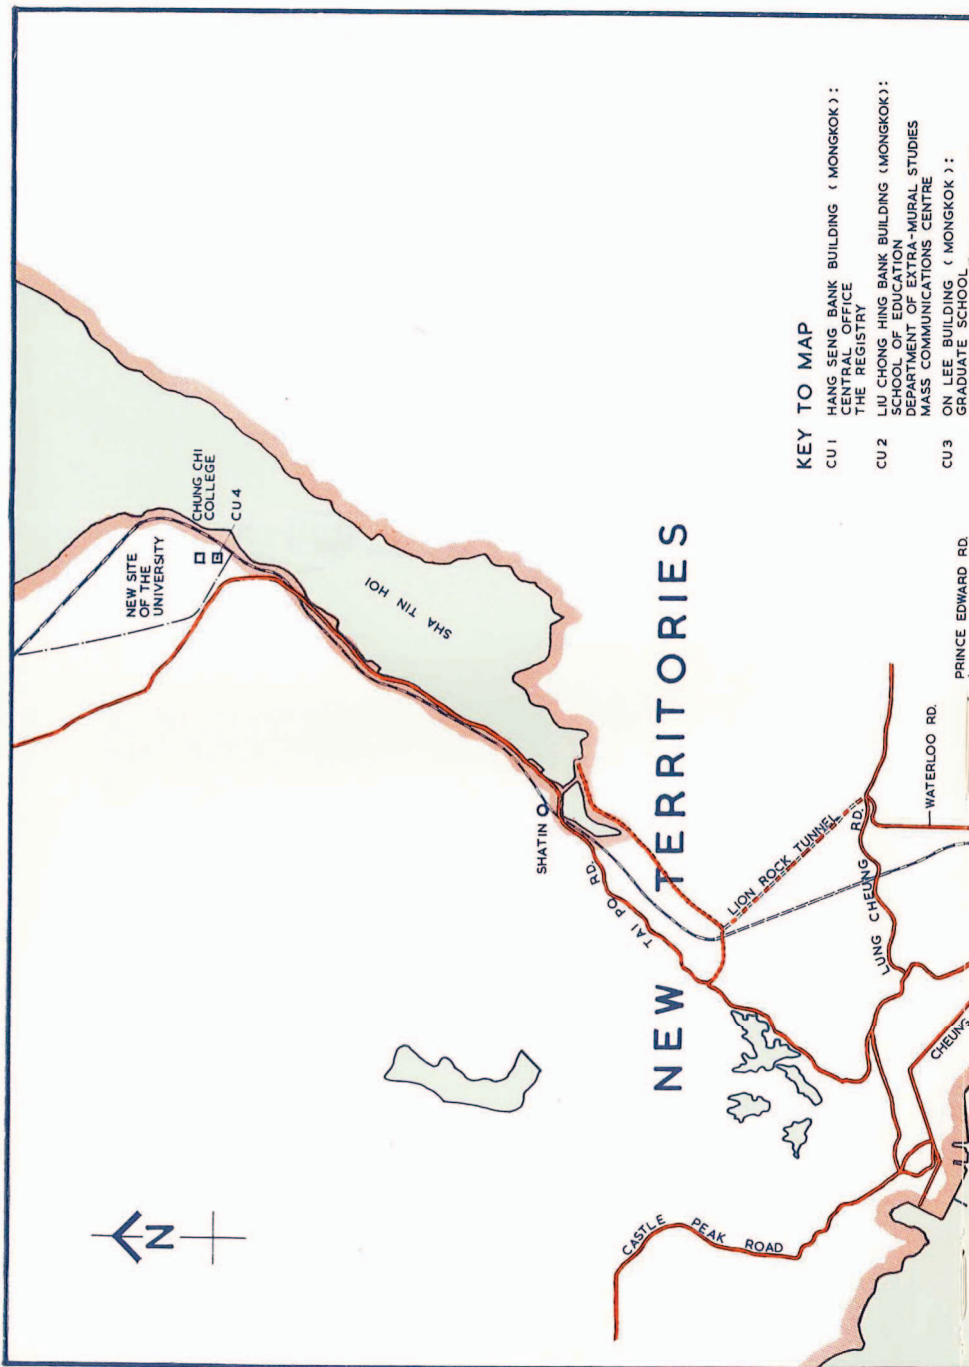 N
NEW SITE
OF THE
UNIVERSITY
CHUNG CHI
COLLEGE
CU 4
SHA TIN HOI
SHATIN
TAI PO RD.
NEW TERRITORIES
LION ROCK TUNNEL
LUNG CHEUNG RD.
WATERLOO RD.
PRINCE EDWARD RD.
CHEUNG
CASTLE PEAK ROAD
KEY TO MAP
CU 1 HANG SENG BANK BUILDING ( MONGKOK ) :
CENTRAL OFFICE
THE REGISTRY
CU 2 LIU CHONG HING BANK BUILDING (MONGKOK) :
SCHOOL OF EDUCATION
DEPARTMENT OF EXTRA-MURAL STUDIES
MASS COMMUNICATIONS CENTRE
CU 3 ON LEE BUILDING ( MONGKOK ) :
GRADUATE SCHOOL